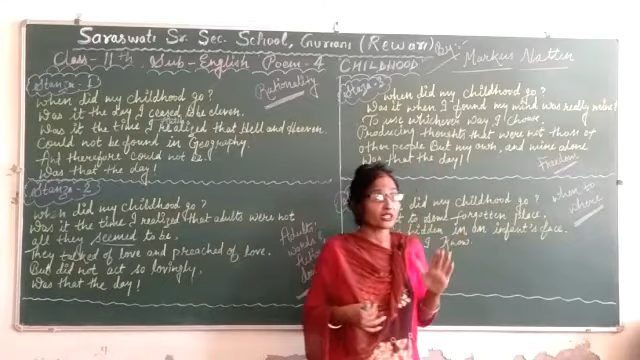 Saraswati Sr. Sec. School, Guriani (Rewari)
Class-11th Sub-English Poem-4 CHILDHOOD By:-
Markus Natten
Stanza-1
Rationality
When did my childhood go?
Was it the day I ceased to be eleven,
Was it the time I realized that Hell and Heaven,
Could not be found in Geography,
And therefore could not be,
Was that the day!
Stanza-2
When did my childhood go?
Was it the time I realized that adults were not
all they seemed to be,
They talked of love and preached of love,
But did not act so lovingly,
Was that the day!
Adults
Stanza-3
When did my childhood go?
Was it when I found my mind was really mine!
To use whichever way I choose,
Producing thoughts that were not those of
other people But my own, and mine alone
Was that the day!
Freedom
did my childhood go?
to some forgotten place,
hidden in an infant's face.
I know.
When to
where